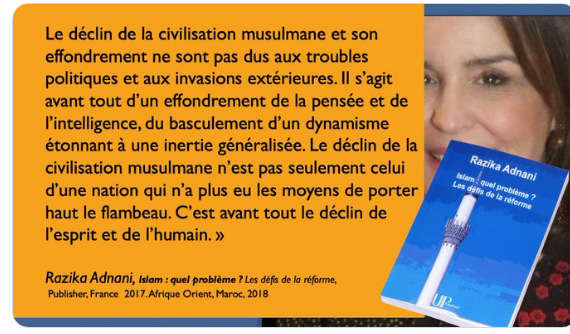 Le déclin de la civilisation musulmane et son
effondrement ne sont pas dus aux troubles
politiques et aux invasions extérieures. Il s’agit
avant tout d’un effondrement de la pensée et de
l’intelligence, du basculement d’un dynamisme
étonnant à une inertie généralisée. Le déclin de la
civilisation musulmane n’est pas seulement celui
d’une nation qui n’a plus eu les moyens de porter
haut le flambeau. C’est avant tout le déclin de
l’esprit et de l’humain. »
Razika Adnani, Islam : quel problème ? Les défis de la réforme,
Publisher, France 2017. Afrique Orient, Maroc, 2018
Razika Adnani
Islam : quel problème ?
Les défis de la réforme
UP